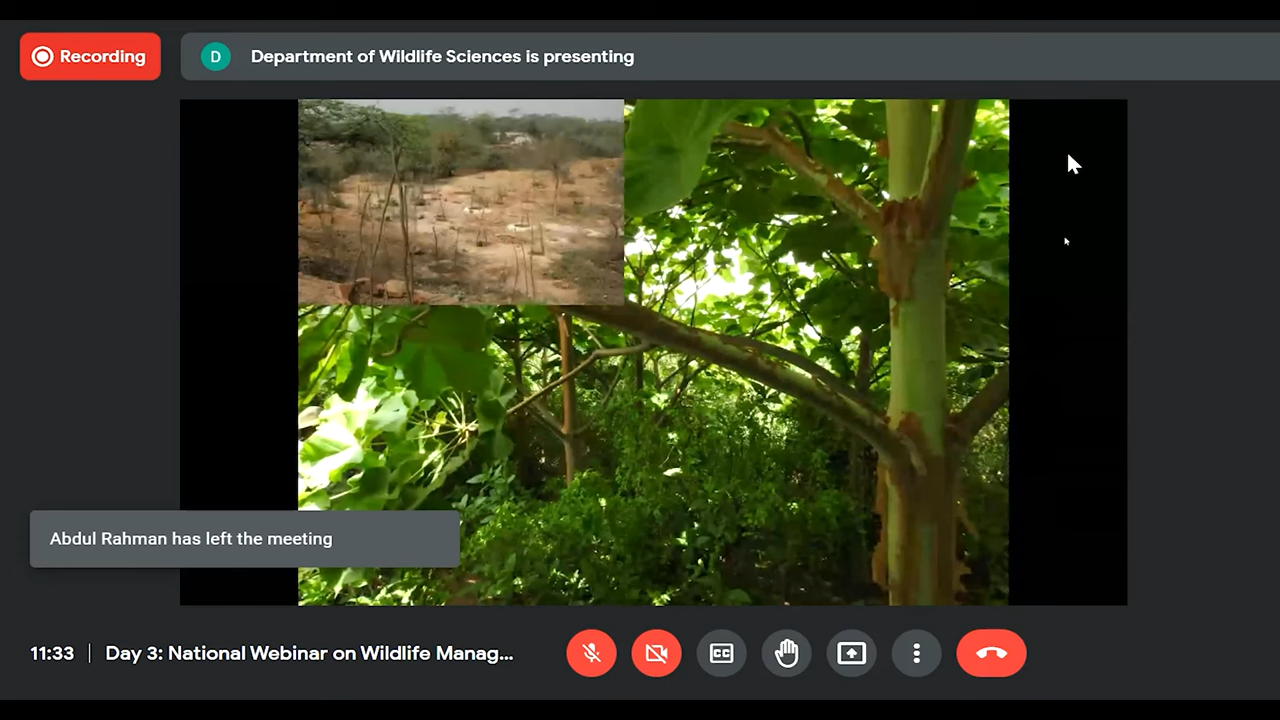 Recording
D
Department of Wildlife Sciences is presenting
Abdul Rahman has left the meeting
11:33 | Day 3: National Webinar on Wildlife Manag...
CC